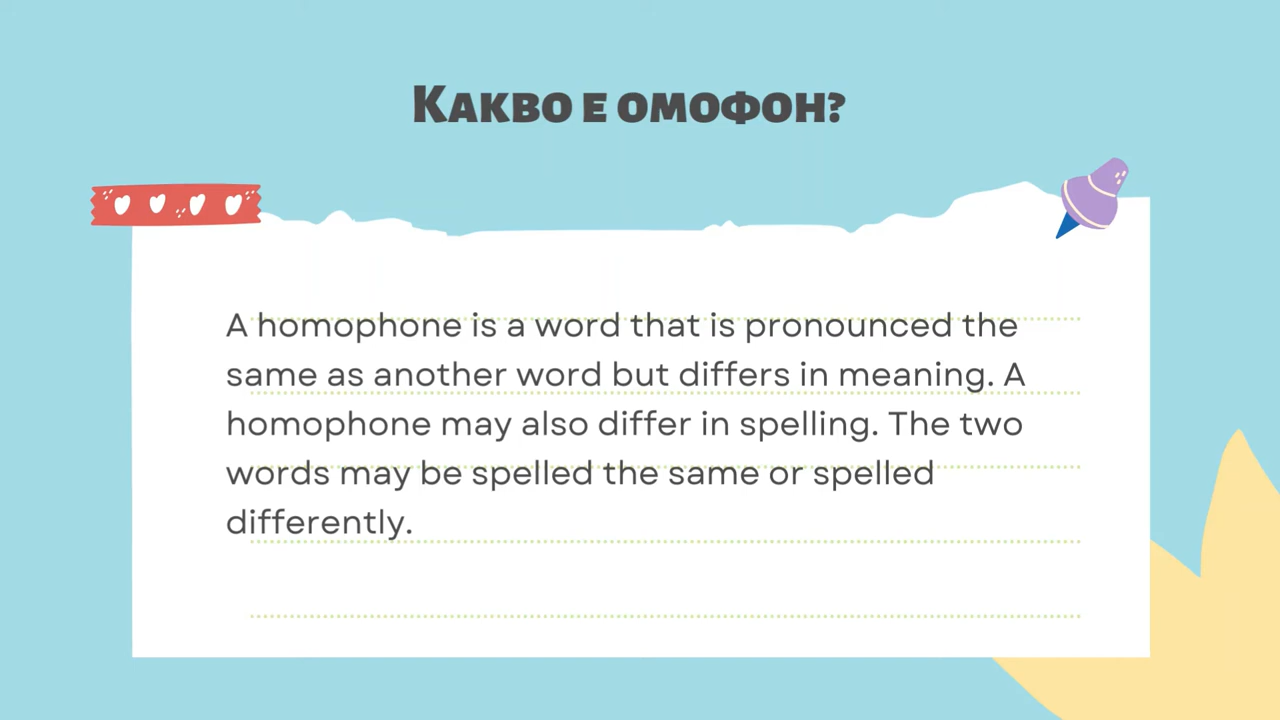 Какво е омофон?
A homophone is a word that is pronounced the
same as another word but differs in meaning. A
homophone may also differ in spelling. The two
words may be spelled the same or spelled
differently.